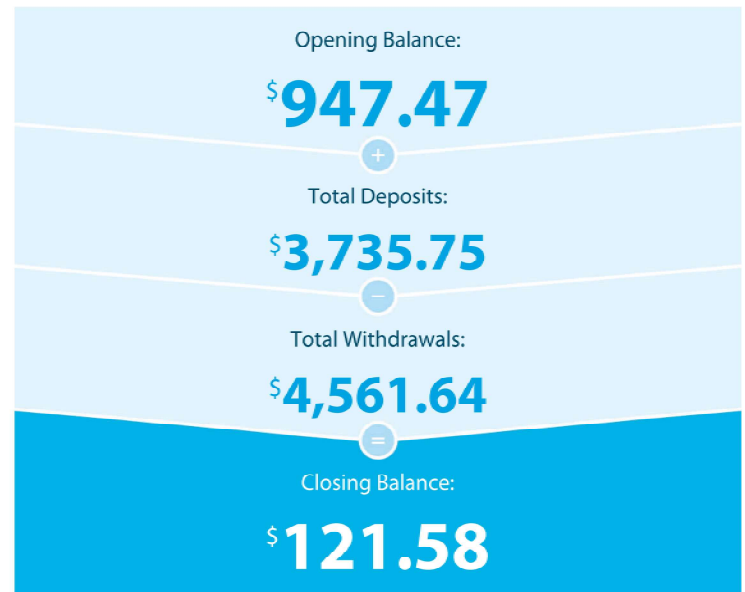 Opening Balance:
$947.47
+
Total Deposits:
$3,735.75
−
Total Withdrawals:
$4,561.64
=
Closing Balance:
$121.58